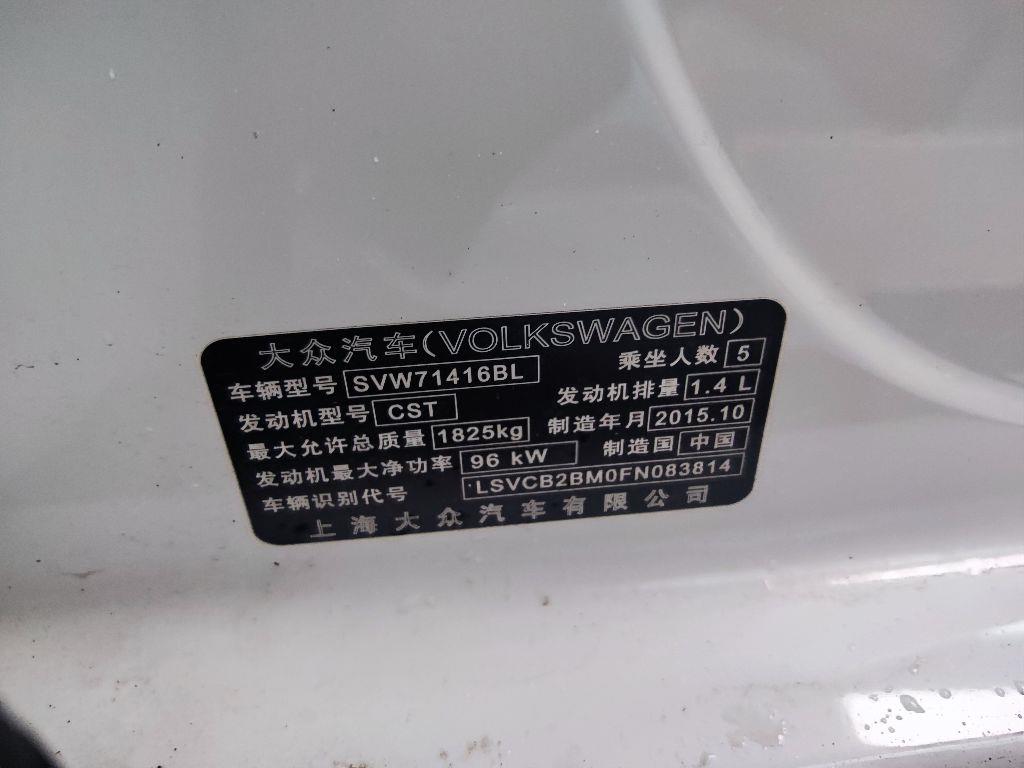 大众汽车(VOLKSWAGEN)
车辆型号 SVW71416BL 乘坐人数 5
发动机型号 CST 发动机排量 1.4 L
最大允许总质量 1825kg 制造年月 2015.10
发动机最大净功率 96 kW 制造国 中国
车辆识别代号 LSVCB2BM0FN083814
上海大众汽车有限公司